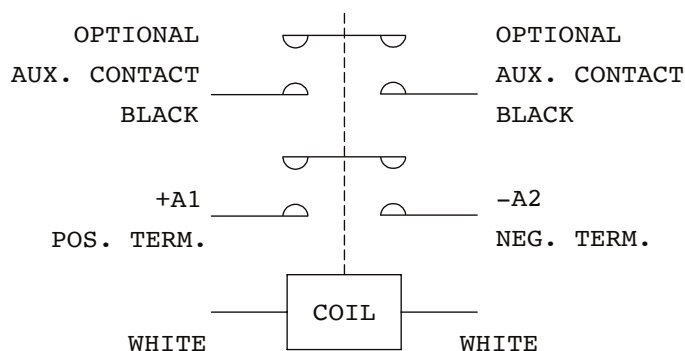 OPTIONAL
AUX. CONTACT
BLACK
OPTIONAL
AUX. CONTACT
BLACK
+A1
POS. TERM.
-A2
NEG. TERM.
COIL
WHITE
WHITE